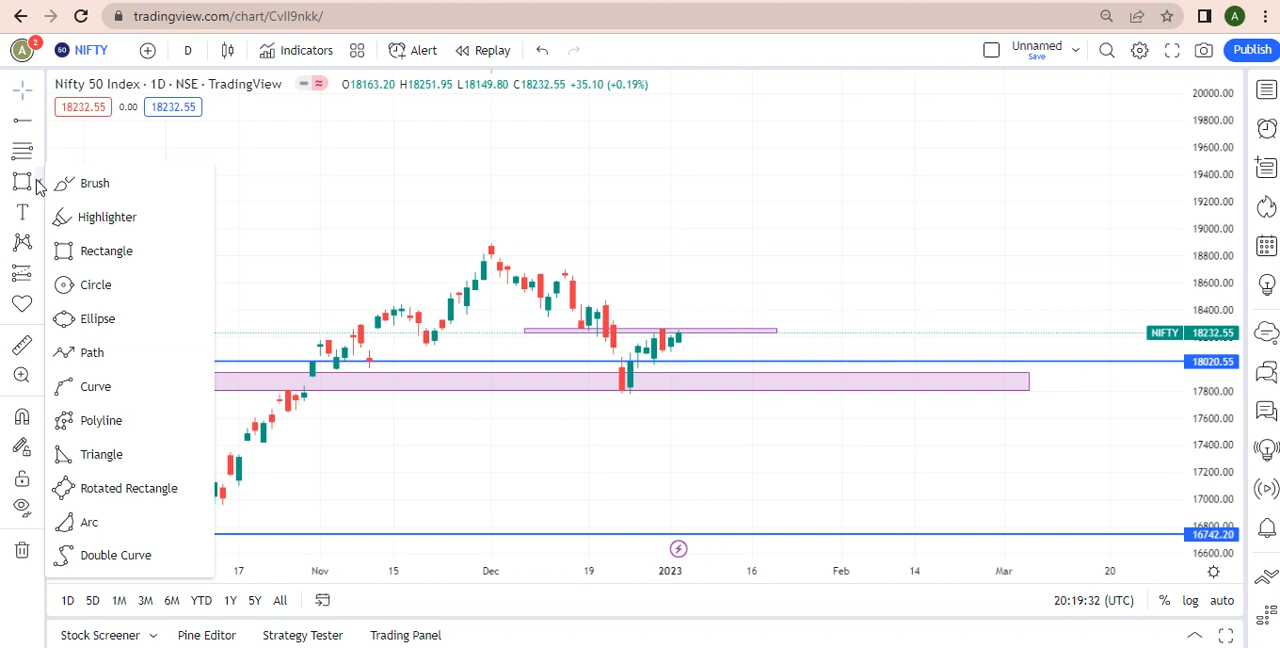 tradingview.com/chart/Cvll9nkk/
A
A 2 50 NIFTY D Indicators Alert Replay Unnamed Save Publish
Nifty 50 Index · 1D · NSE · TradingView O18163.20 H18251.95 L18149.80 C18232.55 +35.10 (+0.19%)
18232.55 0.00 18232.55
20000.00
19800.00
19600.00
19400.00
19200.00
19000.00
18800.00
18600.00
18400.00
NIFTY 18232.55
18020.55
17800.00
17600.00
17400.00
17200.00
17000.00
16800.00
16742.20
16600.00
Brush
Highlighter
Rectangle
Circle
Ellipse
Path
Curve
Polyline
Triangle
Rotated Rectangle
Arc
Double Curve
T
17 Nov 15 Dec 19 2023 16 Feb 14 Mar 20
1D 5D 1M 3M 6M YTD 1Y 5Y All 20:19:32 (UTC) % log auto
Stock Screener Pine Editor Strategy Tester Trading Panel